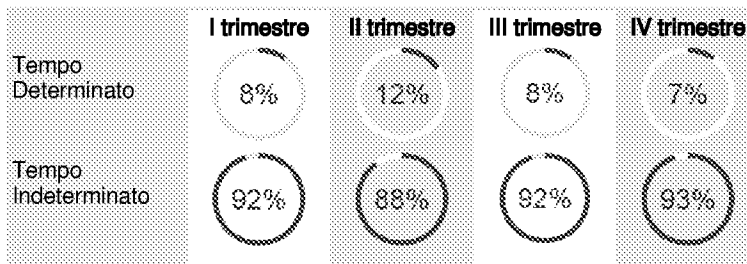 I trimestre II trimestre III trimestre IV trimestre
Tempo
Determinato 8% 12% 8% 7%
Tempo
Indeterminato 92% 88% 92% 93%